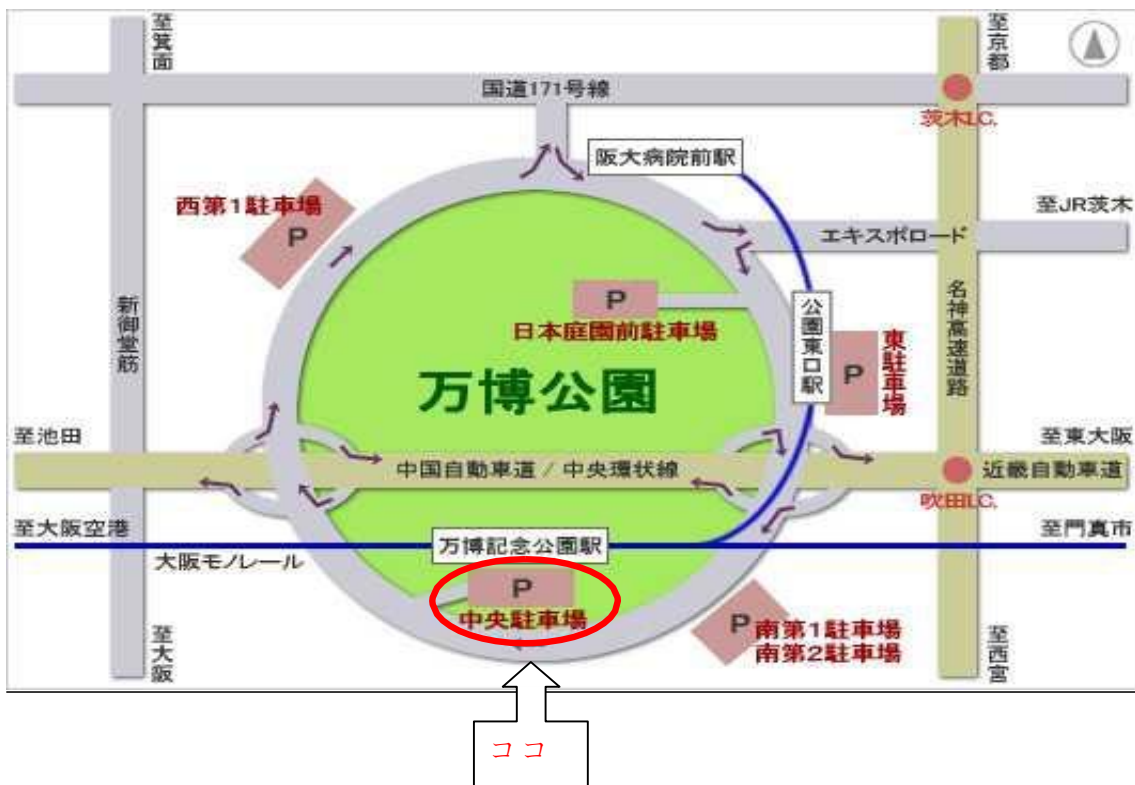 至箕面
至京都
国道171号線
茨木I.C.
阪大病院前駅
西第1駐車場
P
至JR茨木
エキスポロード
P
日本庭園前駐車場
新御堂筋
公園東口駅
P
東駐車場
名神高速道路
万博公園
至池田
至東大阪
中国自動車道 / 中央環状線
近畿自動車道
吹田I.C.
至大阪空港
万博記念公園駅
至門真市
大阪モノレール
P
中央駐車場
P
南第1駐車場
南第2駐車場
至大阪
至西宮
ココ